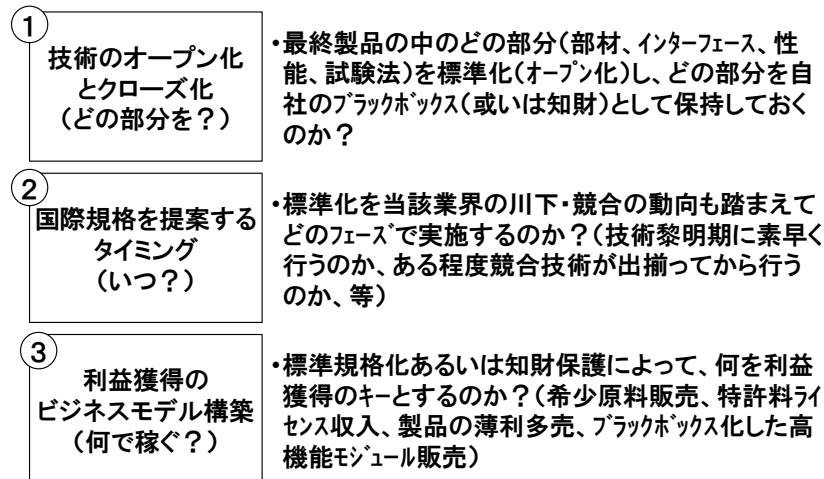 ①
技術のオープン化
とクローズ化
(どの部分を?)
・最終製品の中のどの部分(部材、ｲﾝﾀｰﾌｪｰｽ、性
能、試験法)を標準化(ｵｰﾌﾟﾝ化)し、どの部分を自
社のﾌﾞﾗｯｸﾎﾞｯｸｽ(或いは知財)として保持しておく
のか?
②
国際規格を提案する
タイミング
(いつ?)
・標準化を当該業界の川下・競合の動向も踏まえて
どのﾌｪｰｽﾞで実施するのか?(技術黎明期に素早く
行うのか、ある程度競合技術が出揃ってから行う
のか、等)
③
利益獲得の
ビジネスモデル構築
(何で稼ぐ?)
・標準規格化あるいは知財保護によって、何を利益
獲得のキーとするのか?(希少原料販売、特許料ﾗｲ
ｾﾝｽ収入、製品の薄利多売、ﾌﾞﾗｯｸﾎﾞｯｸｽ化した高
機能ﾓｼﾞｭｰﾙ販売)